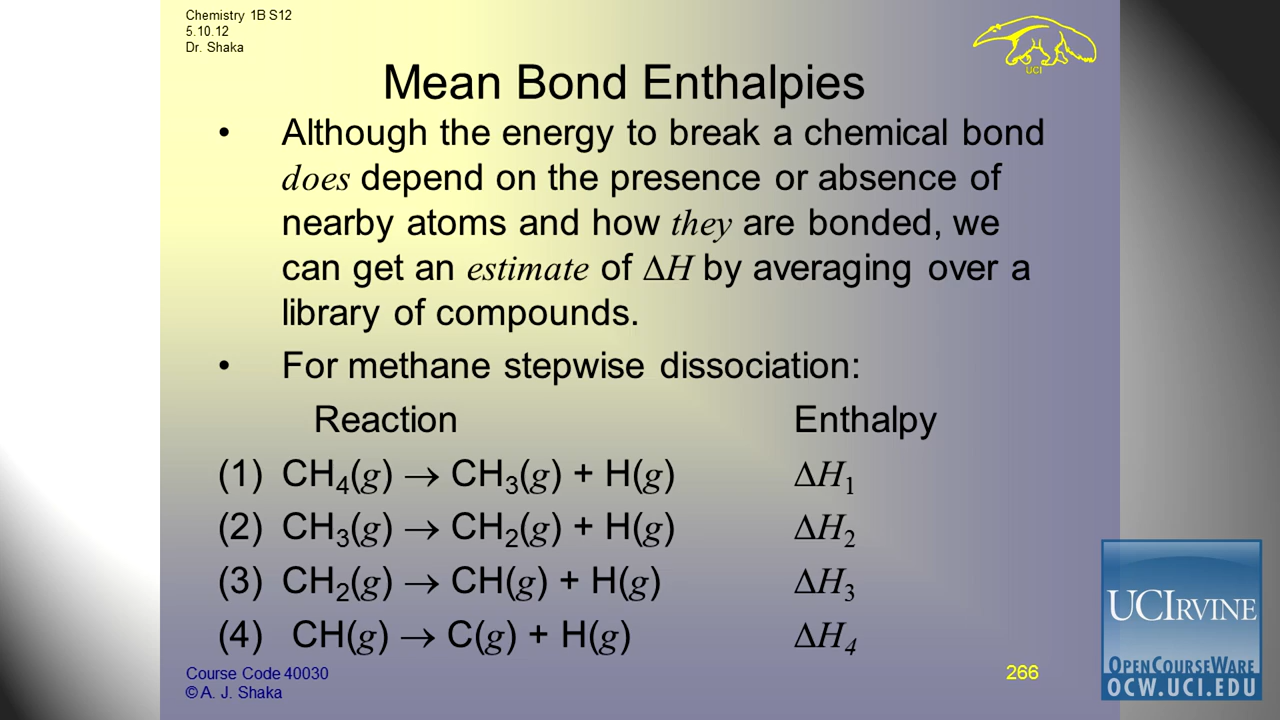 Chemistry 1B S12
5.10.12
Dr. Shaka
UCI
Mean Bond Enthalpies
• Although the energy to break a chemical bond
does depend on the presence or absence of
nearby atoms and how they are bonded, we
can get an estimate of ΔH by averaging over a
library of compounds.
• For methane stepwise dissociation:
Reaction Enthalpy
(1) CH₄(g) → CH₃(g) + H(g) ΔH₁
(2) CH₃(g) → CH₂(g) + H(g) ΔH₂
(3) CH₂(g) → CH(g) + H(g) ΔH₃
(4) CH(g) → C(g) + H(g) ΔH₄
Course Code 40030
© A. J. Shaka
266
UCIRVINE
OPENCOURSEWARE
OCW.UCI.EDU